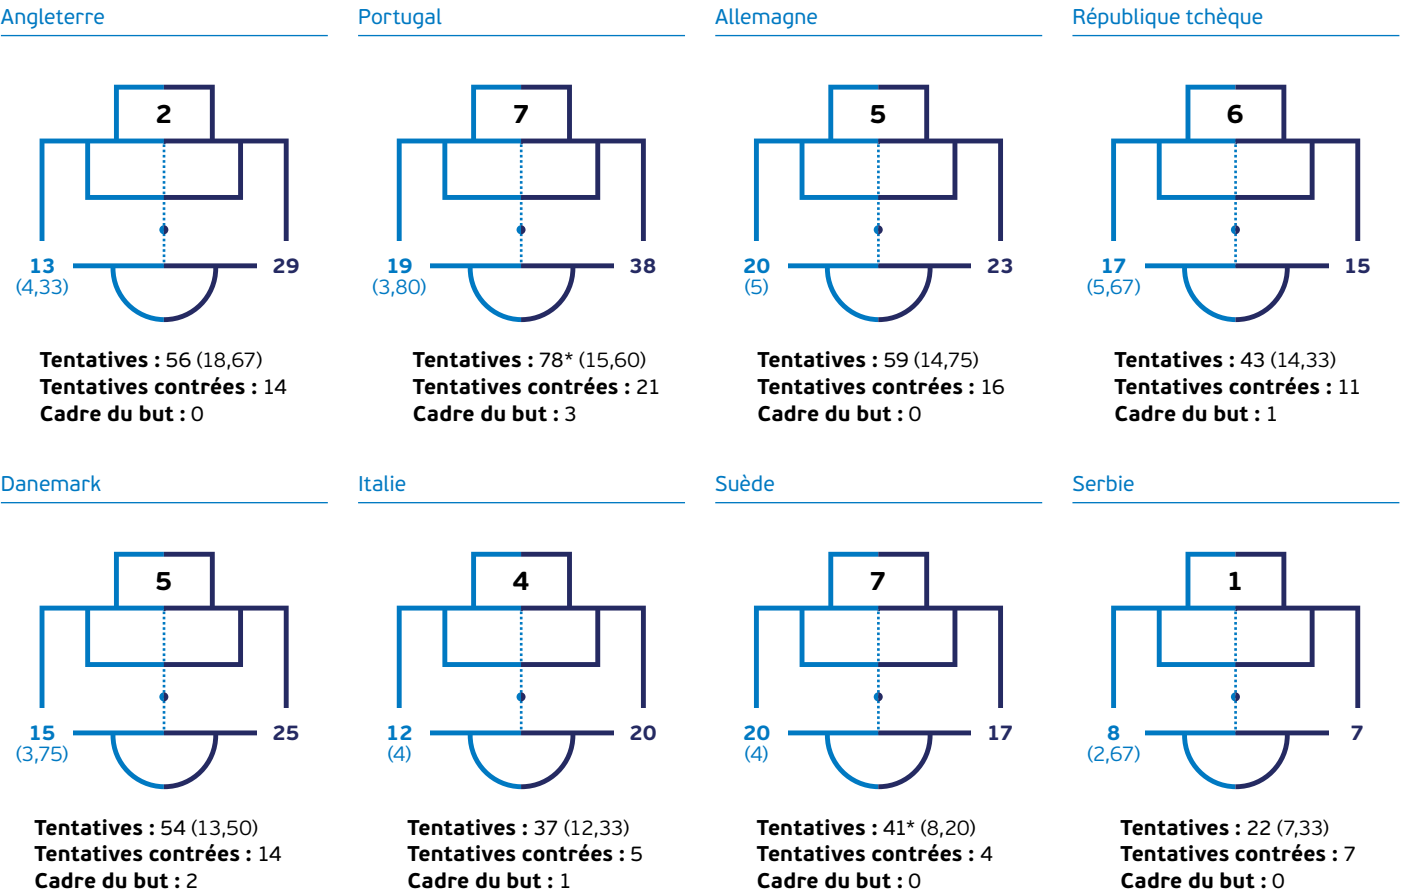 Angleterre
2
13
(4,33)
29
Tentatives : 56 (18,67)
Tentatives contrées : 14
Cadre du but : 0
Portugal
7
19
(3,80)
38
Tentatives : 78* (15,60)
Tentatives contrées : 21
Cadre du but : 3
Allemagne
5
20
(5)
23
Tentatives : 59 (14,75)
Tentatives contrées : 16
Cadre du but : 0
République tchèque
6
17
(5,67)
15
Tentatives : 43 (14,33)
Tentatives contrées : 11
Cadre du but : 1
Danemark
5
15
(3,75)
25
Tentatives : 54 (13,50)
Tentatives contrées : 14
Cadre du but : 2
Italie
4
12
(4)
20
Tentatives : 37 (12,33)
Tentatives contrées : 5
Cadre du but : 1
Suède
7
20
(4)
17
Tentatives : 41* (8,20)
Tentatives contrées : 4
Cadre du but : 0
Serbie
1
8
(2,67)
7
Tentatives : 22 (7,33)
Tentatives contrées : 7
Cadre du but : 0